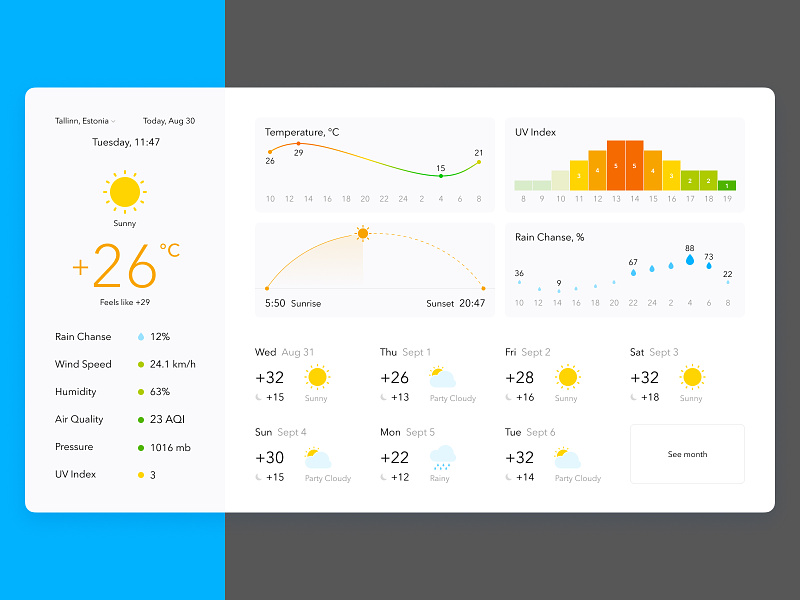 Tallinn, Estonia Today, Aug 30
Tuesday, 11:47
Sunny
+26 °C
Feels like +29
Rain Chanse 12%
Wind Speed 24.1 km/h
Humidity 63%
Air Quality 23 AQI
Pressure 1016 mb
UV Index 3
Temperature, °C
26 29 15 21
10 12 14 16 18 20 22 24 2 4 6 8
UV Index
3 4 5 5 4 3 2 2 1
8 9 10 11 12 13 14 15 16 17 18 19
5:50 Sunrise Sunset 20:47
Rain Chanse, %
36 9 67 88 73 22
10 12 14 16 18 20 22 24 2 4 6 8
Wed Aug 31
+32
+15 Sunny
Thu Sept 1
+26
+13 Party Cloudy
Fri Sept 2
+28
+16 Sunny
Sat Sept 3
+32
+18 Sunny
Sun Sept 4
+30
+15 Party Cloudy
Mon Sept 5
+22
+12 Rainy
Tue Sept 6
+32
+14 Party Cloudy
See month